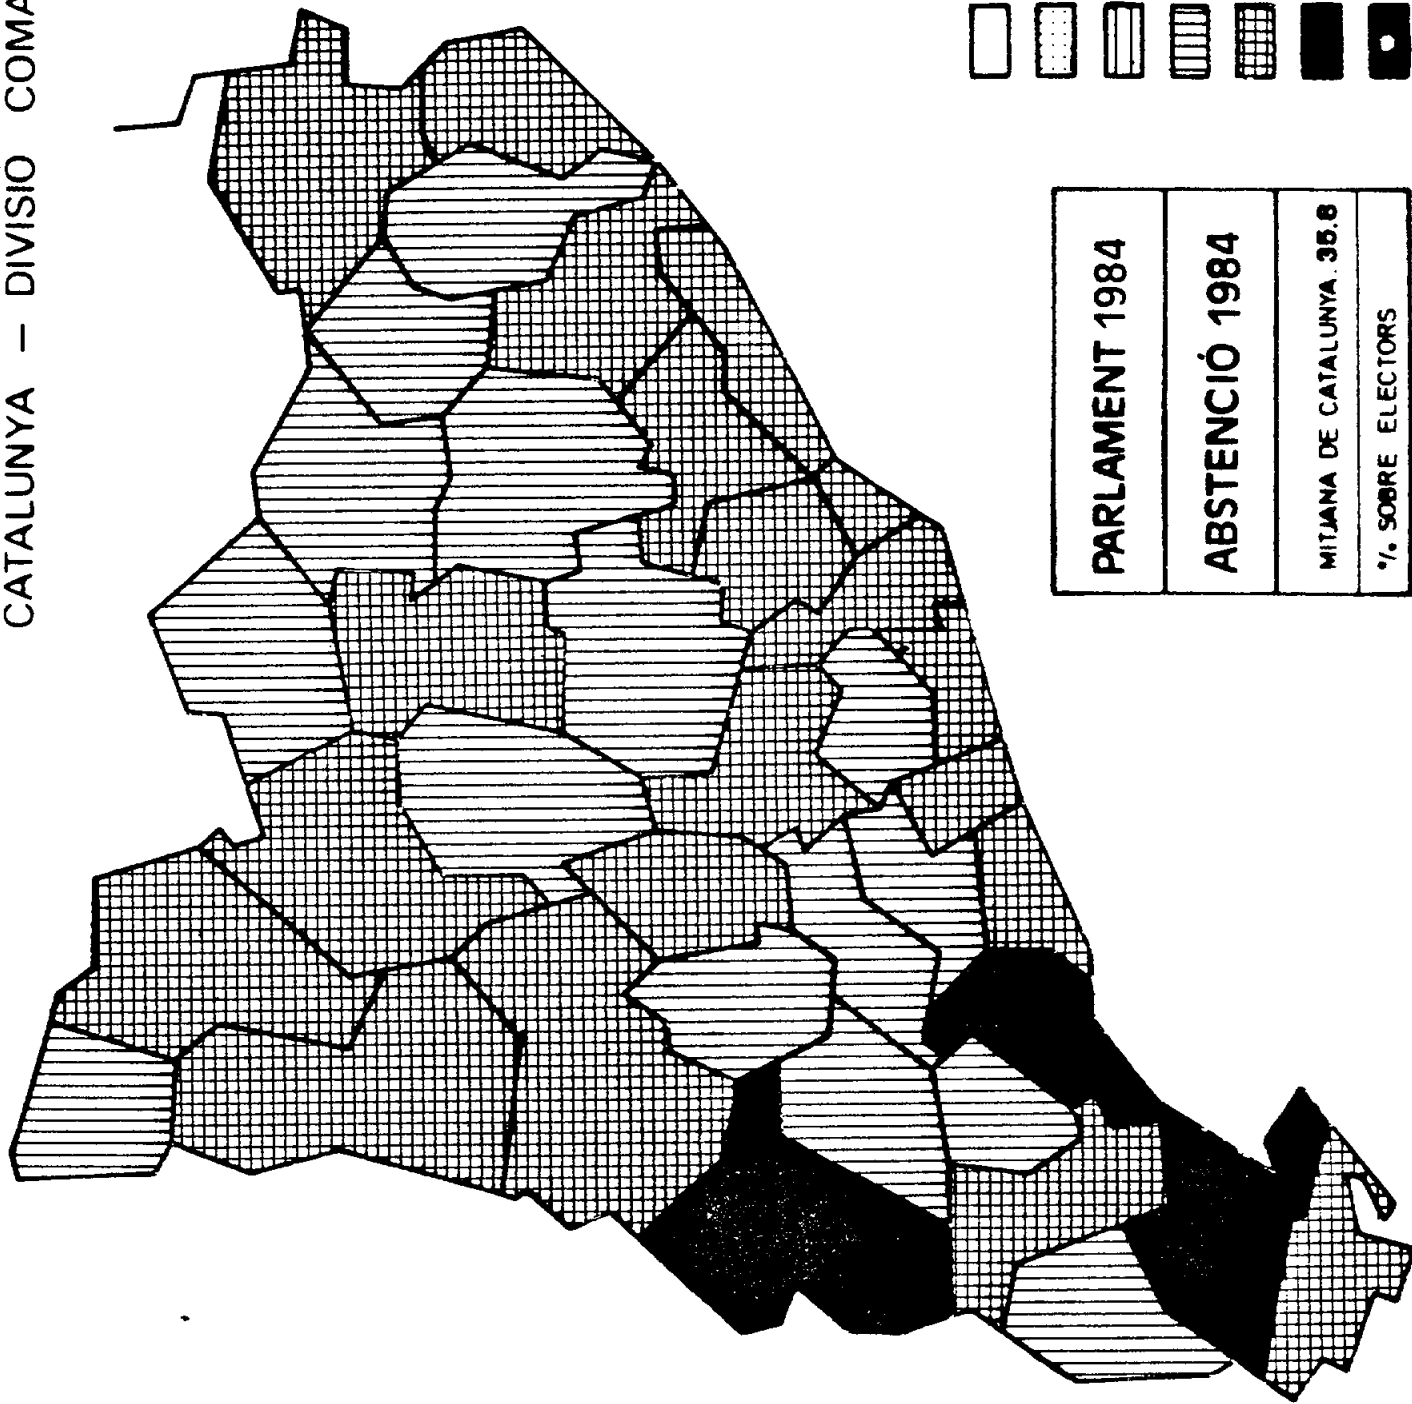 CATALUNYA – DIVISIO COMA
PARLAMENT 1984
ABSTENCIÓ 1984
MITJANA DE CATALUNYA. 35.8
% SOBRE ELECTORS